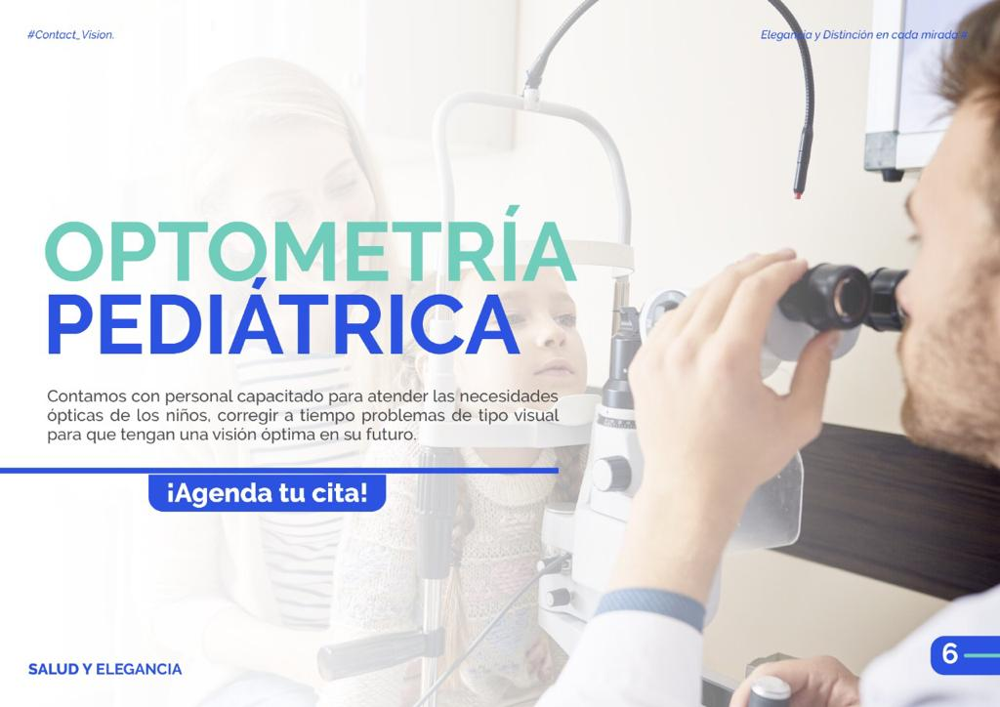 #Contact_Vision.
Elegancia y Distinción en cada mirada #
OPTOMETRÍA
PEDIÁTRICA
Contamos con personal capacitado para atender las necesidades
ópticas de los niños, corregir a tiempo problemas de tipo visual
para que tengan una visión óptima en su futuro.
¡Agenda tu cita!
SALUD Y ELEGANCIA
6